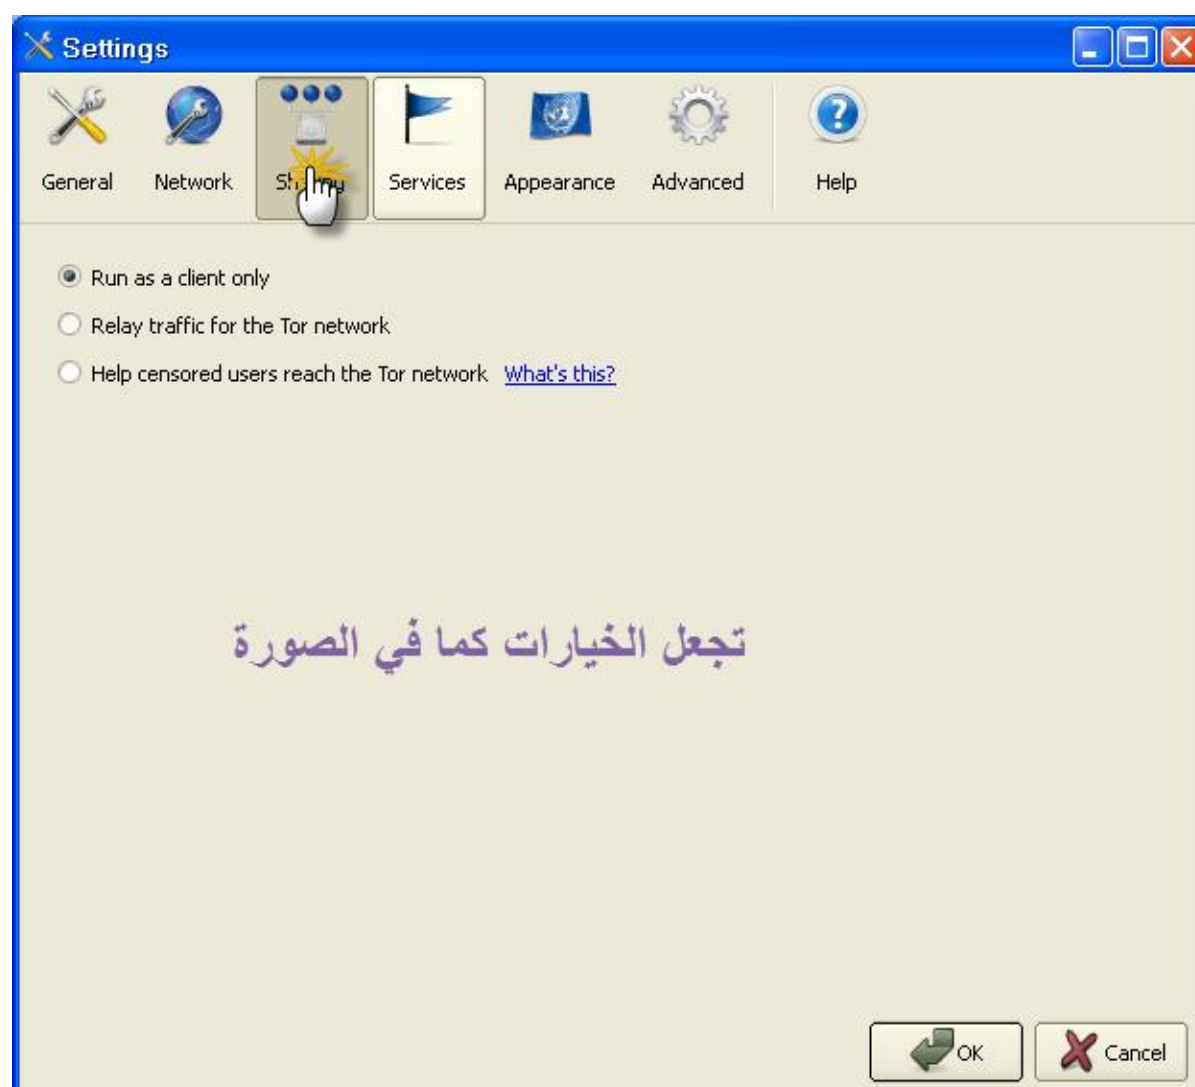 Settings
General Network Services Appearance Advanced Help
Run as a client only
Relay traffic for the Tor network
Help censored users reach the Tor network What's this?
تجعل الخيارات كما في الصورة
OK Cancel